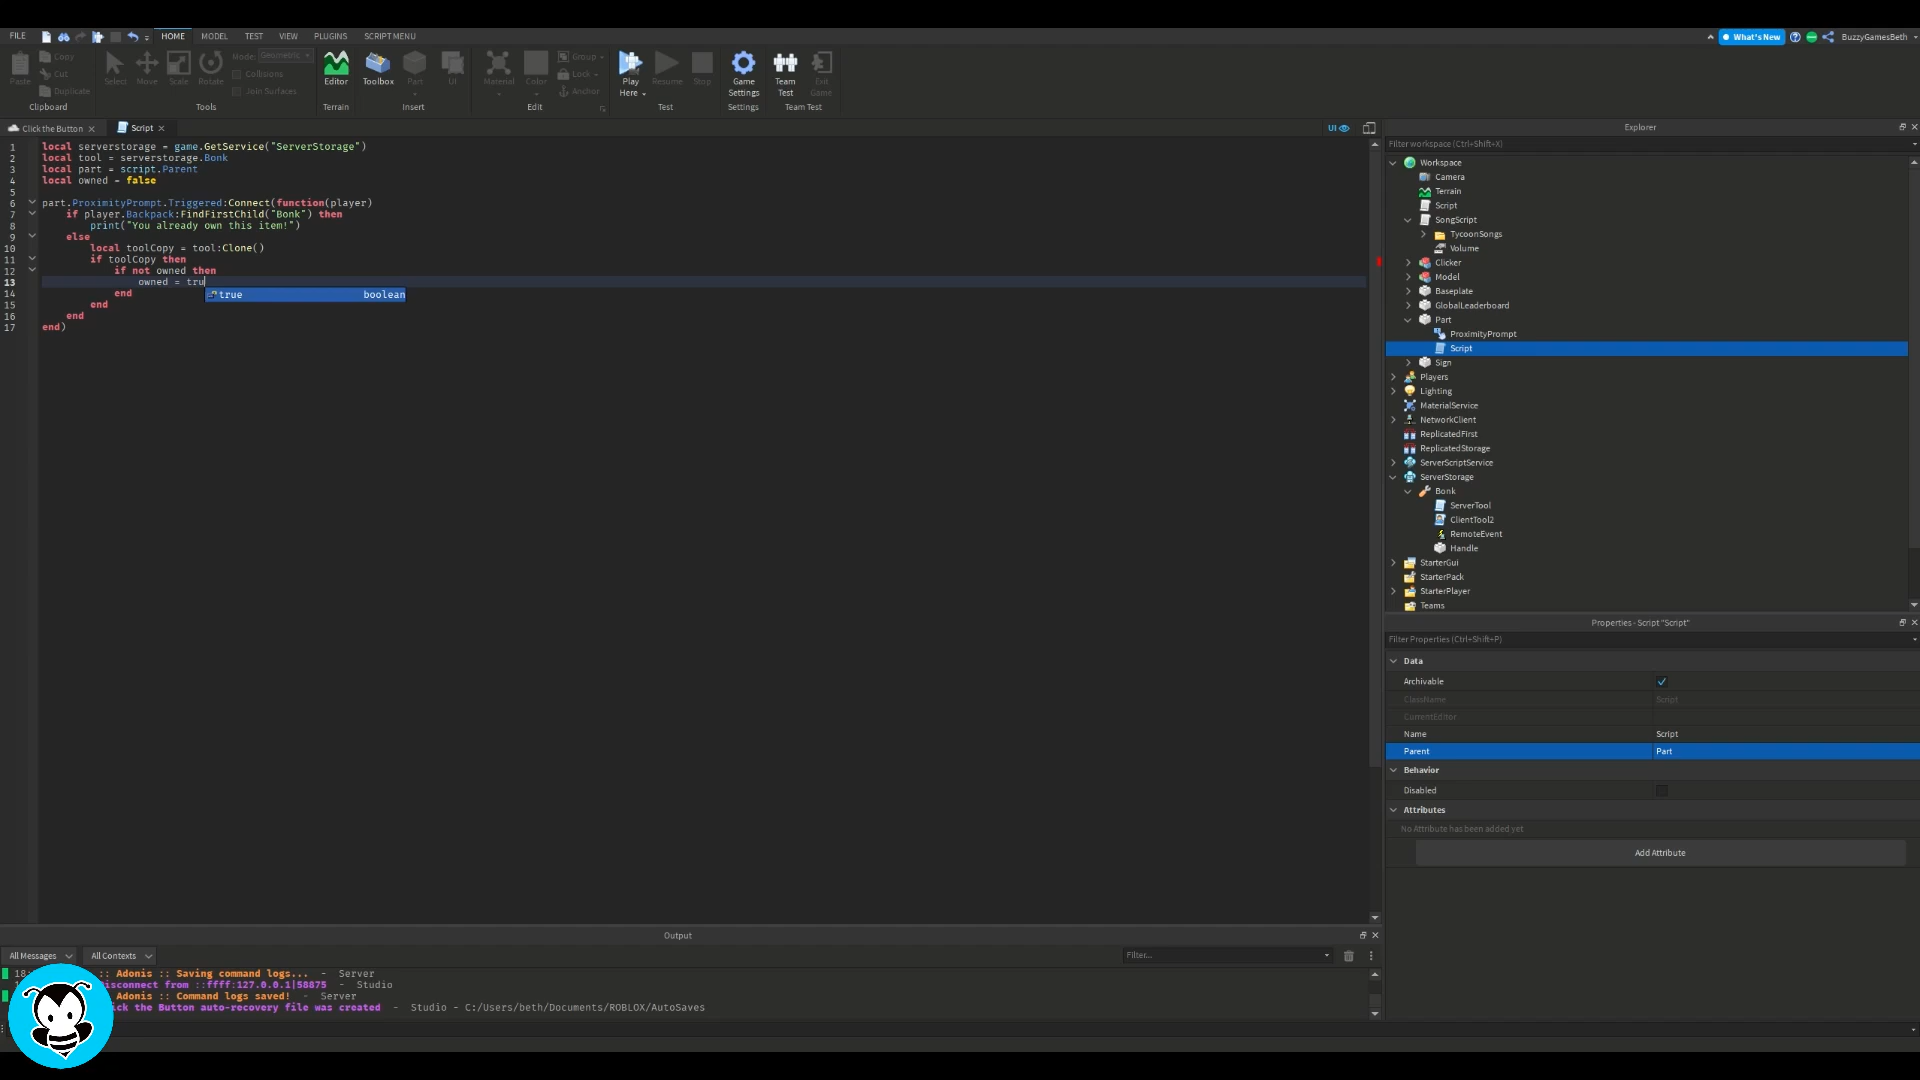 FILE HOME MODEL TEST VIEW PLUGINS SCRIPT MENU What's New BuzzyGamesBeth
Paste Copy Cut Duplicate Select Move Scale Rotate Mode: Geometric Collisions Join Surfaces Editor Toolbox Part UI Material Color Group Lock Anchor Play Here Resume Stop Game Settings Team Test Exit Game
Clipboard Tools Terrain Insert Edit Test Settings Team Test
Click the Button Script UI
1 local serverstorage = game.GetService("ServerStorage")
2 local tool = serverstorage.Bonk
3 local part = script.Parent
4 local owned = false
5
6 part.ProximityPrompt.Triggered:Connect(function(player)
7 if player.Backpack:FindFirstChild("Bonk") then
8 print("You already own this item!")
9 else
10 local toolCopy = tool:Clone()
11 if toolCopy then
12 if not owned then
13 owned = tru
true boolean
14 end
15 end
16 end
17 end)
Explorer
Filter workspace (Ctrl+Shift+X)
Workspace
Camera
Terrain
Script
SongScript
TycoonSongs
Volume
Clicker
Model
Baseplate
GlobalLeaderboard
Part
ProximityPrompt
Script
Sign
Players
Lighting
MaterialService
NetworkClient
ReplicatedFirst
ReplicatedStorage
ServerScriptService
ServerStorage
Bonk
ServerTool
ClientTool2
RemoteEvent
Handle
StarterGui
StarterPack
StarterPlayer
Teams
Properties - Script "Script"
Filter Properties (Ctrl+Shift+P)
Data
Archivable
ClassName Script
CurrentEditor
Name Script
Parent Part
Behavior
Disabled
Attributes
No Attribute has been added yet
Add Attribute
Output
All Messages All Contexts Filter...
18: :: Adonis :: Saving command logs... - Server
isconnect from ::ffff:127.0.0.1|58875 - Studio
Adonis :: Command logs saved! - Server
ick the Button auto-recovery file was created - Studio - C:/Users/beth/Documents/ROBLOX/AutoSaves